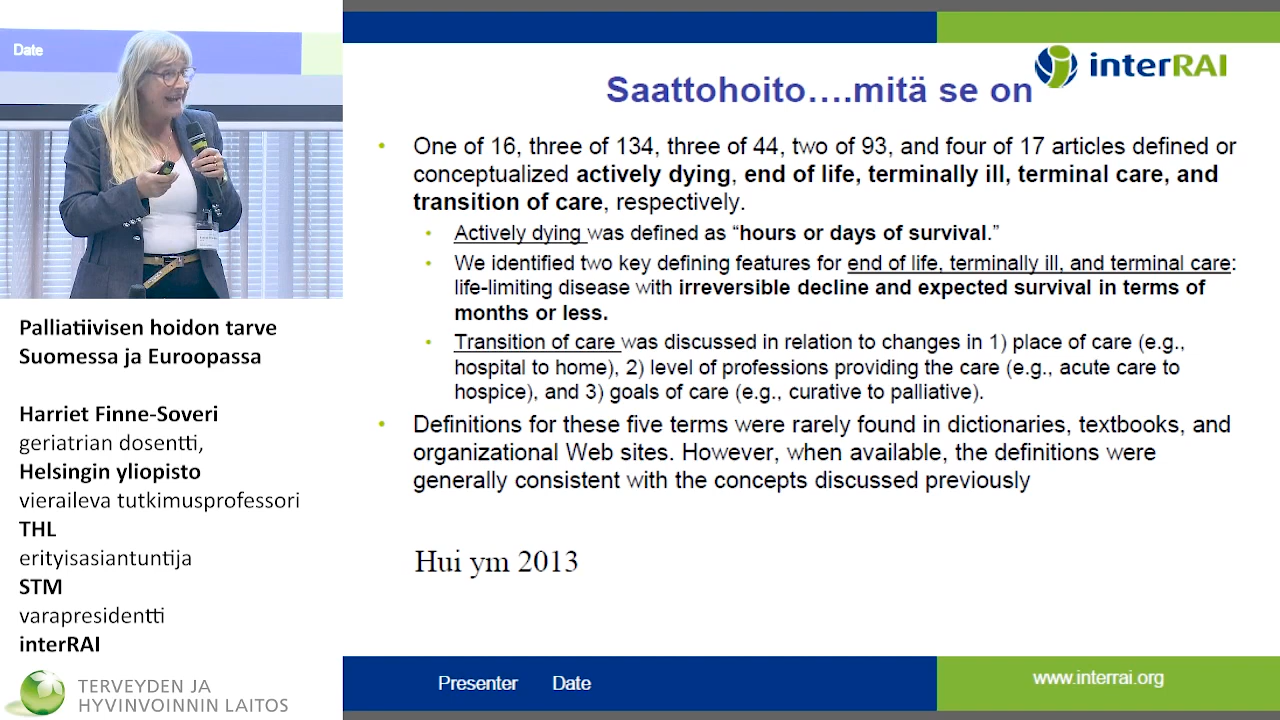 Date
Palliatiivisen hoidon tarve
Suomessa ja Euroopassa
Harriet Finne-Soveri
geriatrian dosentti,
Helsingin yliopisto
vieraileva tutkimusprofessori
THL
erityisasiantuntija
STM
varapresidentti
interRAI
TERVEYDEN JA
HYVINVOINNIN LAITOS
interRAI
Saattohoito….mitä se on
• One of 16, three of 134, three of 44, two of 93, and four of 17 articles defined or
conceptualized actively dying, end of life, terminally ill, terminal care, and
transition of care, respectively.
• Actively dying was defined as “hours or days of survival.”
• We identified two key defining features for end of life, terminally ill, and terminal care:
life-limiting disease with irreversible decline and expected survival in terms of
months or less.
• Transition of care was discussed in relation to changes in 1) place of care (e.g.,
hospital to home), 2) level of professions providing the care (e.g., acute care to
hospice), and 3) goals of care (e.g., curative to palliative).
• Definitions for these five terms were rarely found in dictionaries, textbooks, and
organizational Web sites. However, when available, the definitions were
generally consistent with the concepts discussed previously
Hui ym 2013
Presenter Date
www.interrai.org